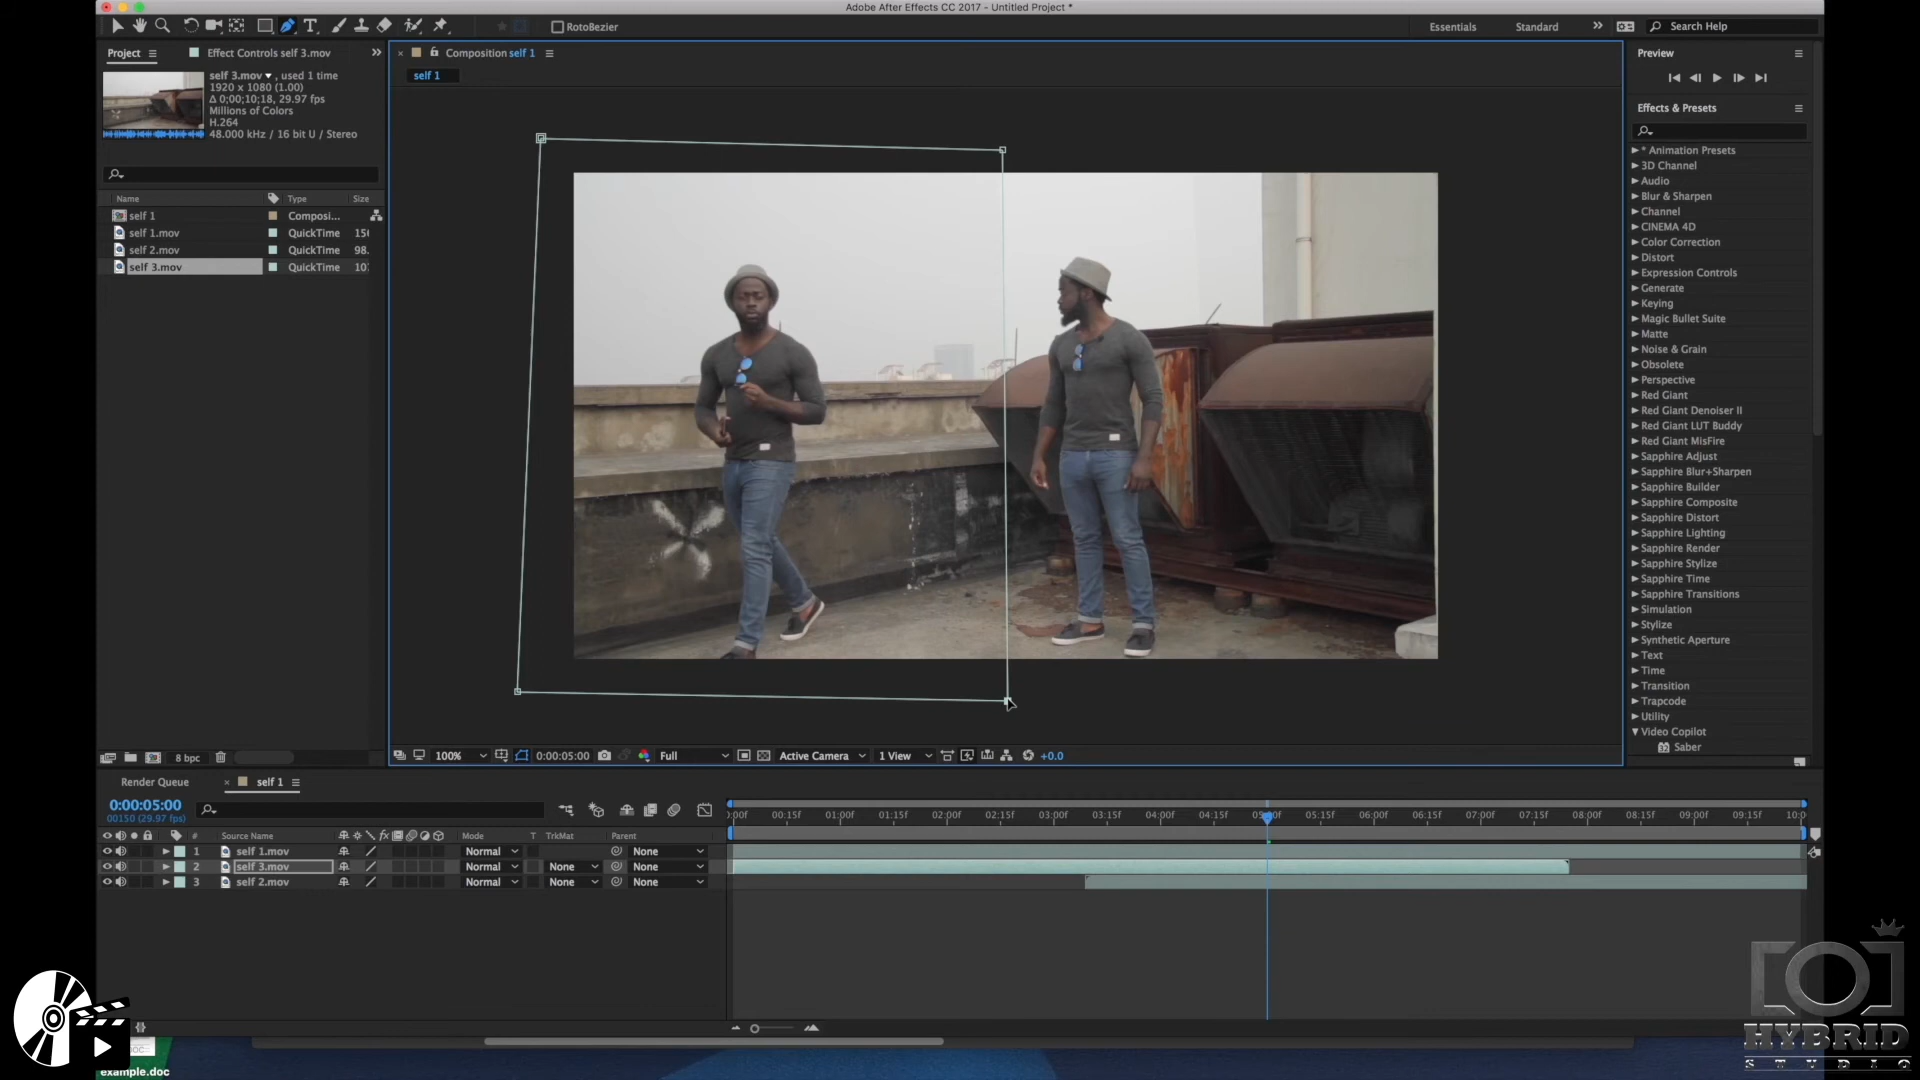 Adobe After Effects CC 2017 - Untitled Project *
RotoBezier
Essentials
Standard
Search Help
Project
Effect Controls self 3.mov
Composition self 1
self 1
Preview
self 3.mov , used 1 time
1920 x 1080 (1.00)
Δ 0;00;10;18, 29.97 fps
Millions of Colors
H.264
48.000 kHz / 16 bit U / Stereo
Name Type Size
self 1 Composi...
self 1.mov QuickTime 15
self 2.mov QuickTime 98.
self 3.mov QuickTime 10
Effects & Presets
* Animation Presets
3D Channel
Audio
Blur & Sharpen
Channel
CINEMA 4D
Color Correction
Distort
Expression Controls
Generate
Keying
Magic Bullet Suite
Matte
Noise & Grain
Obsolete
Perspective
Red Giant
Red Giant Denoiser II
Red Giant LUT Buddy
Red Giant MisFire
Sapphire Adjust
Sapphire Blur+Sharpen
Sapphire Builder
Sapphire Composite
Sapphire Distort
Sapphire Lighting
Sapphire Render
Sapphire Stylize
Sapphire Time
Sapphire Transitions
Simulation
Stylize
Synthetic Aperture
Text
Time
Transition
Trapcode
Utility
Video Copilot
Saber
8 bpc
100%
0:00:05:00
Full
Active Camera
1 View
+0.0
Render Queue
self 1
0:00:05:00
00150 (29.97 fps)
# Source Name fx Mode T TrkMat Parent
1 self 1.mov Normal None
2 self 3.mov Normal None None
3 self 2.mov Normal None None
:00f 00:15f 01:00f 01:15f 02:00f 02:15f 03:00f 03:15f 04:00f 04:15f 05:00f 05:15f 06:00f 06:15f 07:00f 07:15f 08:00f 08:15f 09:00f 09:15f 10:0
example.doc
HYBRID
STUDIO